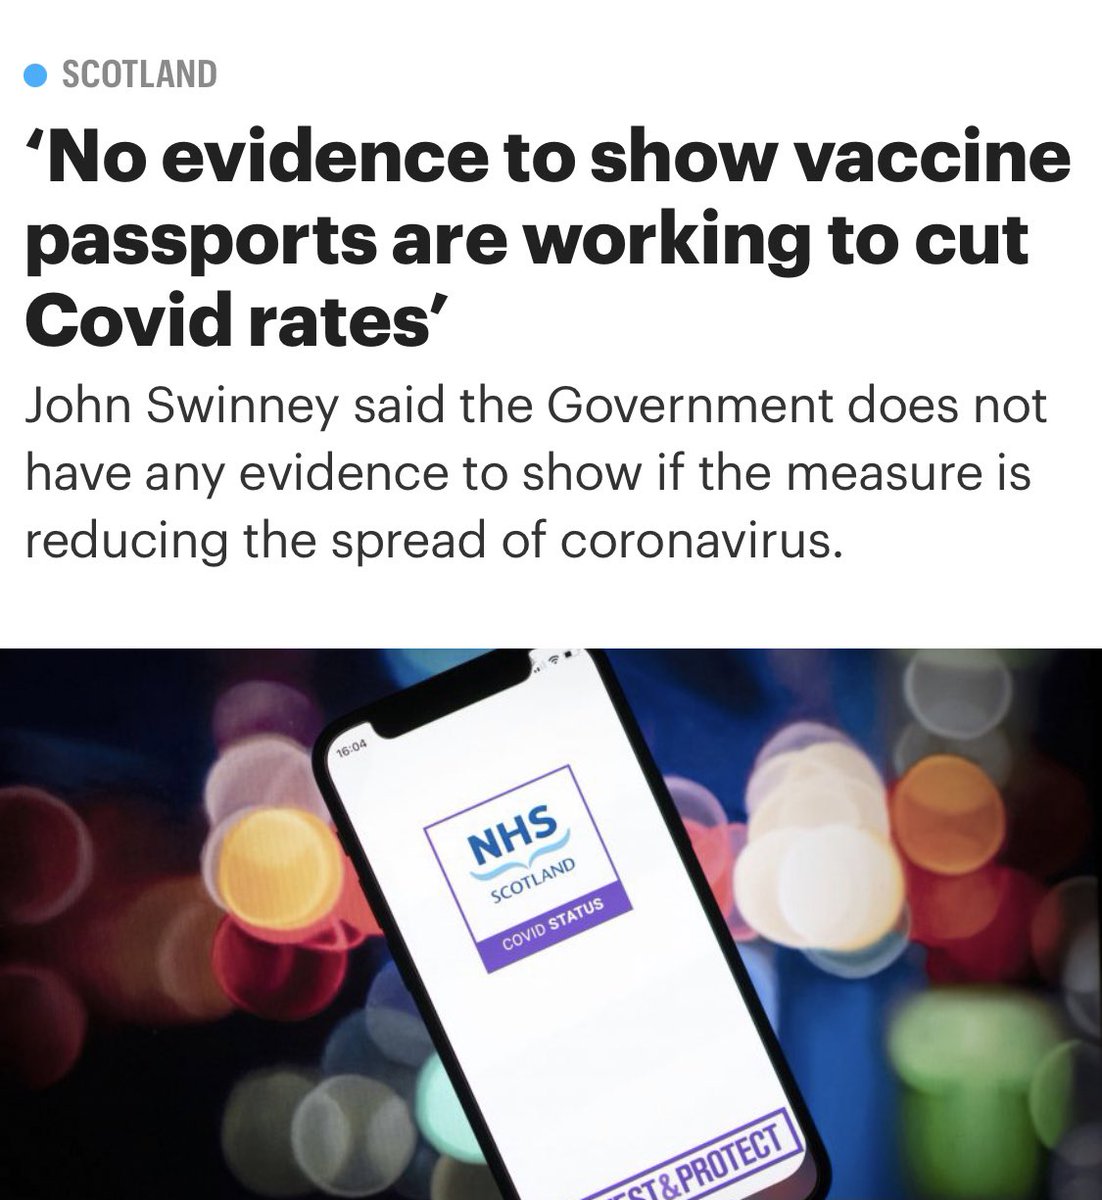 SCOTLAND
‘No evidence to show vaccine
passports are working to cut
Covid rates’
John Swinney said the Government does not
have any evidence to show if the measure is
reducing the spread of coronavirus.
16:04
NHS
SCOTLAND
COVID STATUS
EST&PROTECT